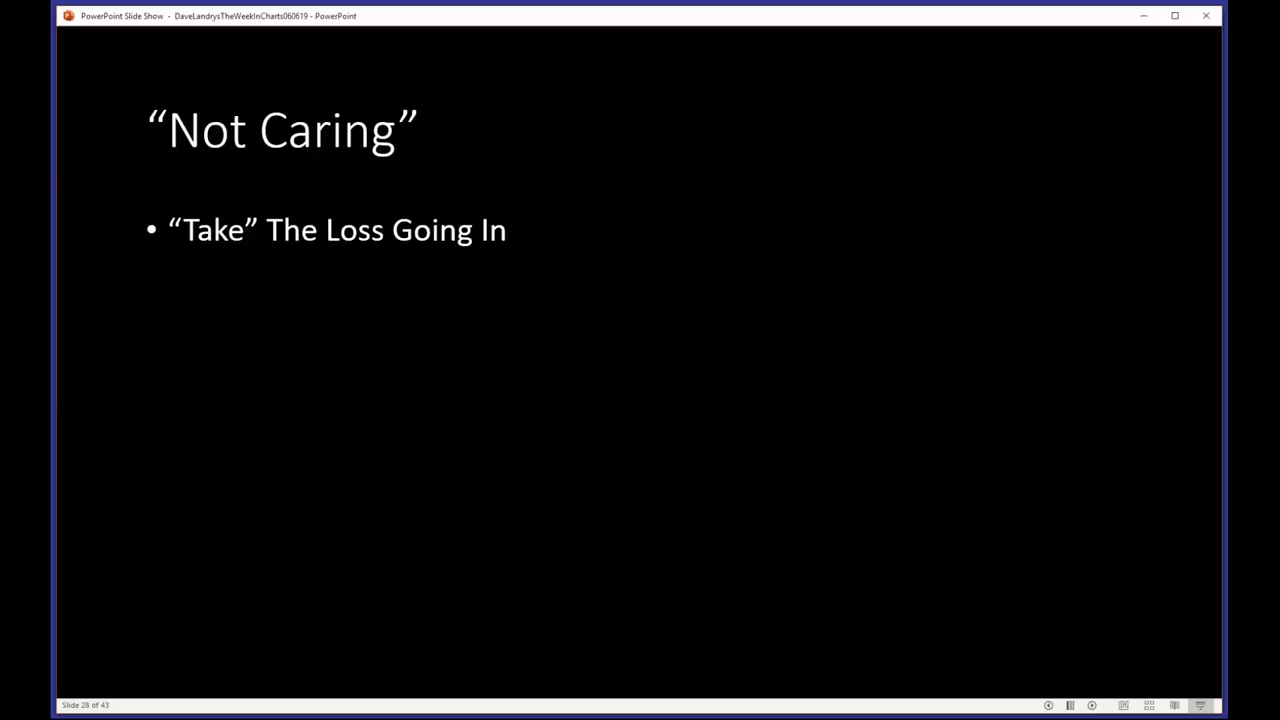 PowerPoint Slide Show - DaveLandrysTheWeekInCharts060619 - PowerPoint
“Not Caring”
• “Take” The Loss Going In
Slide 28 of 43